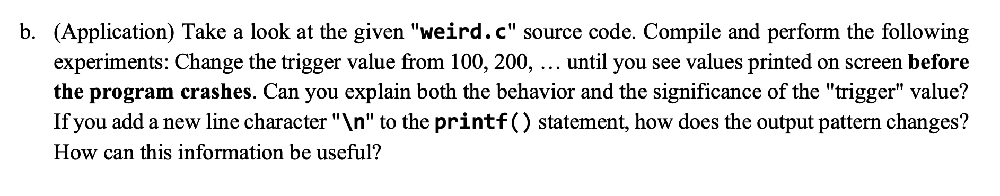 b. (Application) Take a look at the given "weird.c" source code. Compile and perform the following
experiments: Change the trigger value from 100, 200, … until you see values printed on screen before
the program crashes. Can you explain both the behavior and the significance of the "trigger" value?
If you add a new line character "\n" to the printf() statement, how does the output pattern changes?
How can this information be useful?